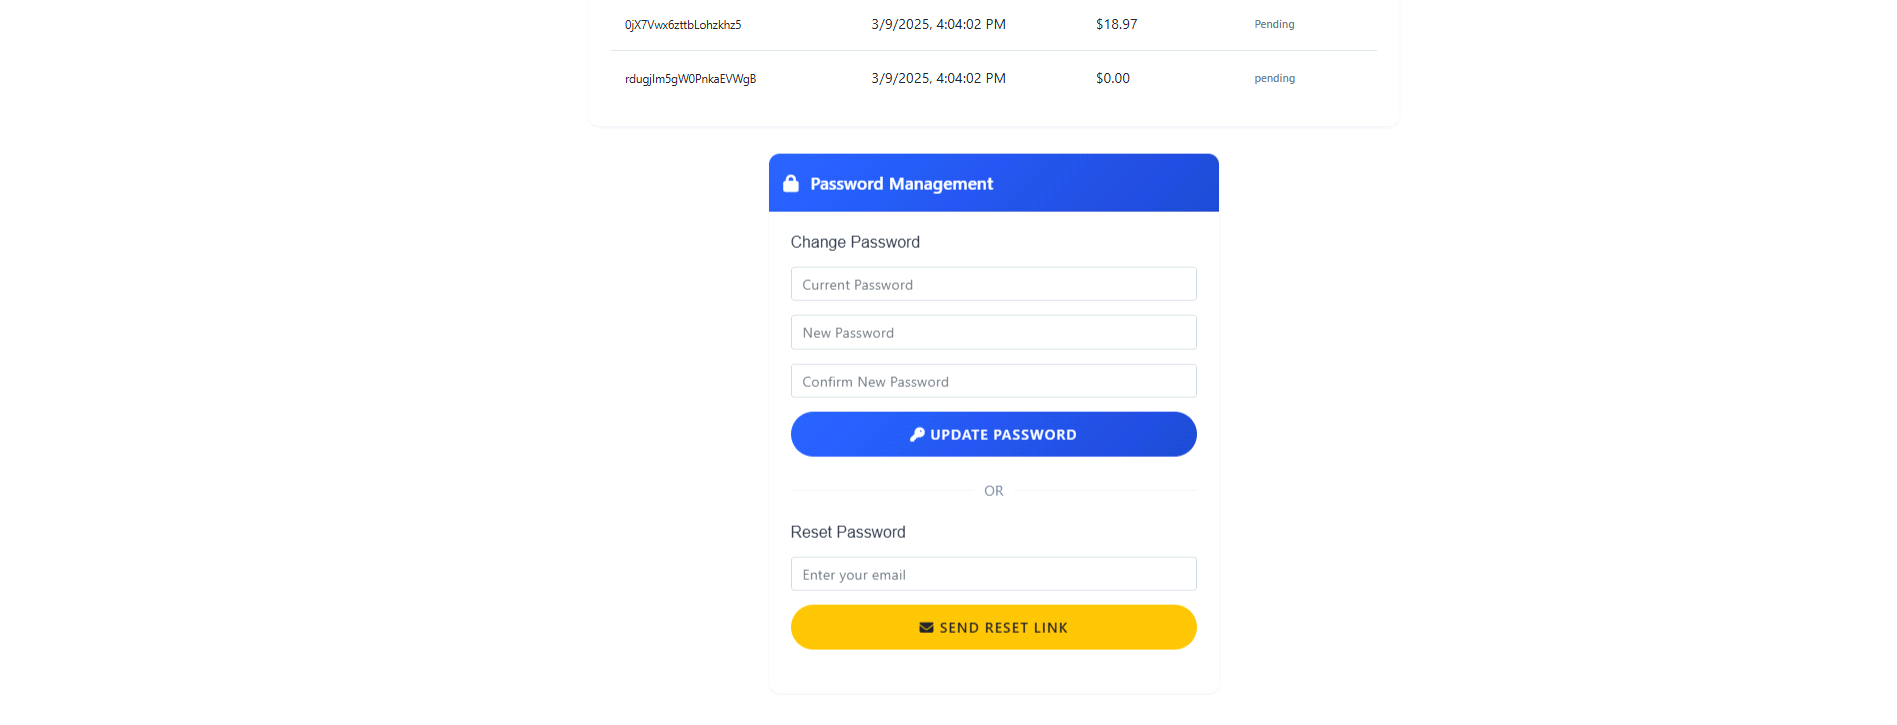 0jX7Vwx6zttbLohzkhz5 3/9/2025, 4:04:02 PM $18.97 Pending
rdugjIm5gW0PnkaEVWgB 3/9/2025, 4:04:02 PM $0.00 pending
Password Management
Change Password
Current Password
New Password
Confirm New Password
UPDATE PASSWORD
OR
Reset Password
Enter your email
SEND RESET LINK